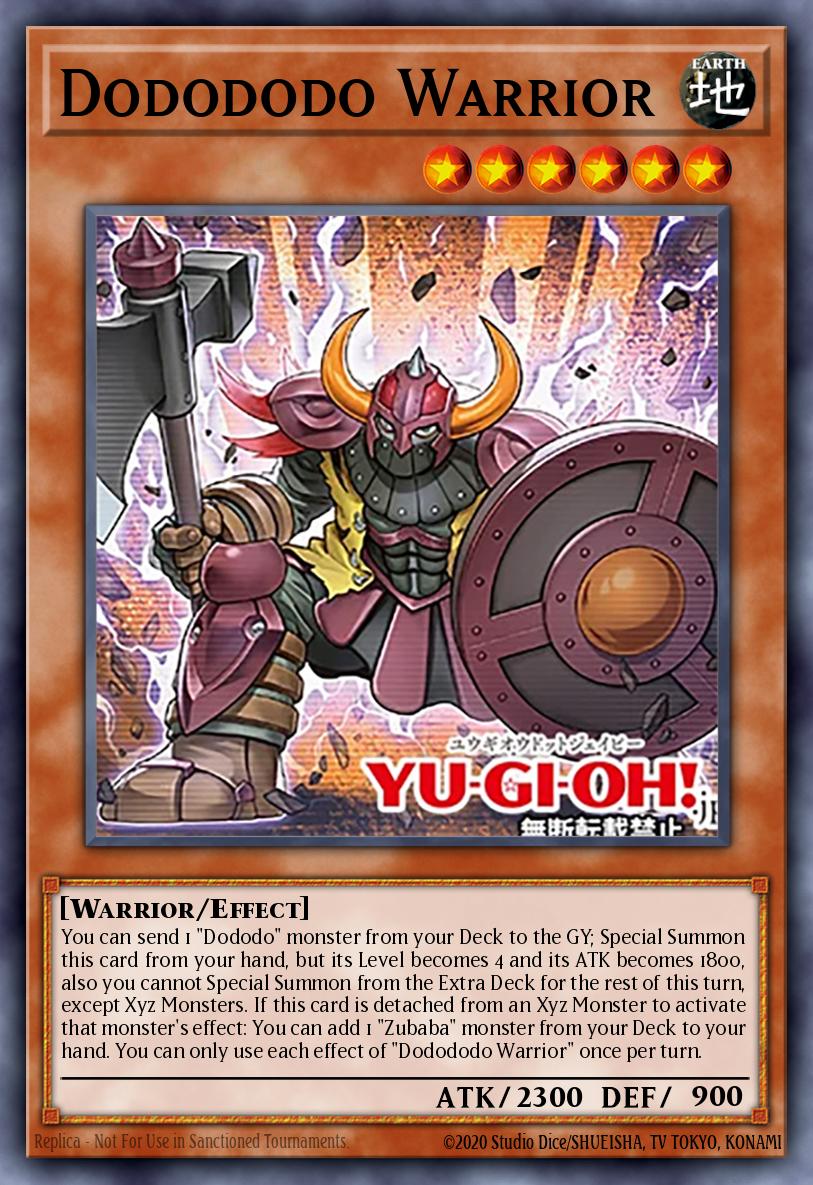 Dodododo Warrior
EARTH
地
ユウギオウドットジェイピー
YU-GI-OH!
無断転載禁止
[Warrior/Effect]
You can send 1 "Dododo" monster from your Deck to the GY; Special Summon
this card from your hand, but its Level becomes 4 and its ATK becomes 1800,
also you cannot Special Summon from the Extra Deck for the rest of this turn,
except Xyz Monsters. If this card is detached from an Xyz Monster to activate
that monster's effect: You can add 1 "Zubaba" monster from your Deck to your
hand. You can only use each effect of "Dodododo Warrior" once per turn.
ATK/2300 DEF/ 900
Replica - Not For Use in Sanctioned Tournaments.
©2020 Studio Dice/SHUEISHA, TV TOKYO, KONAMI